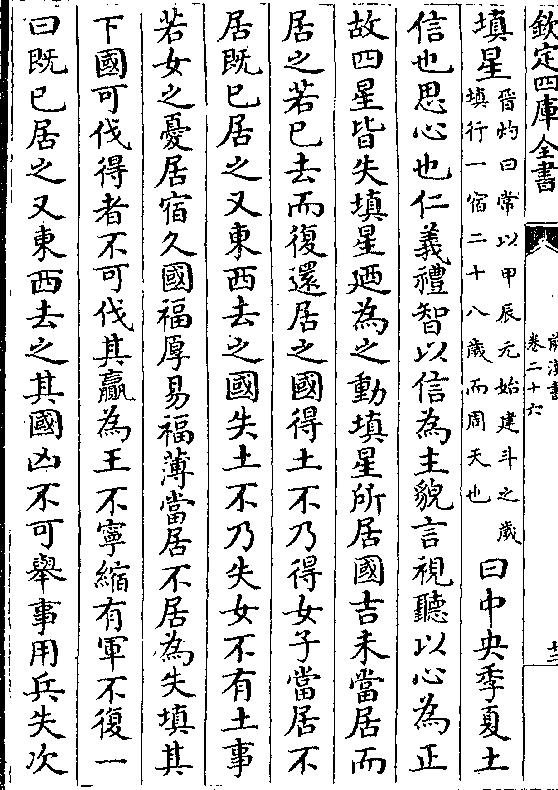 欽定四庫全書
前漢書
卷二十六
十三
填星晉灼曰常以甲辰元始建斗之歲填行一宿二十八歲而周天也曰中央季夏土
信也思心也仁義禮智以信為主貌言視聽以心為正
故四星皆失填星廼為之動填星所居國吉未當居而
居之若已去而復還居之國得土不乃得女子當居不
居既已居之又東西去之國失土不乃失女不有土事
若女之憂居宿久國福厚易福薄當居不居為失填其
下國可伐得者不可伐其贏為王不寧縮有軍不復一
曰既已居之又東西去之其國凶不可舉事用兵失次